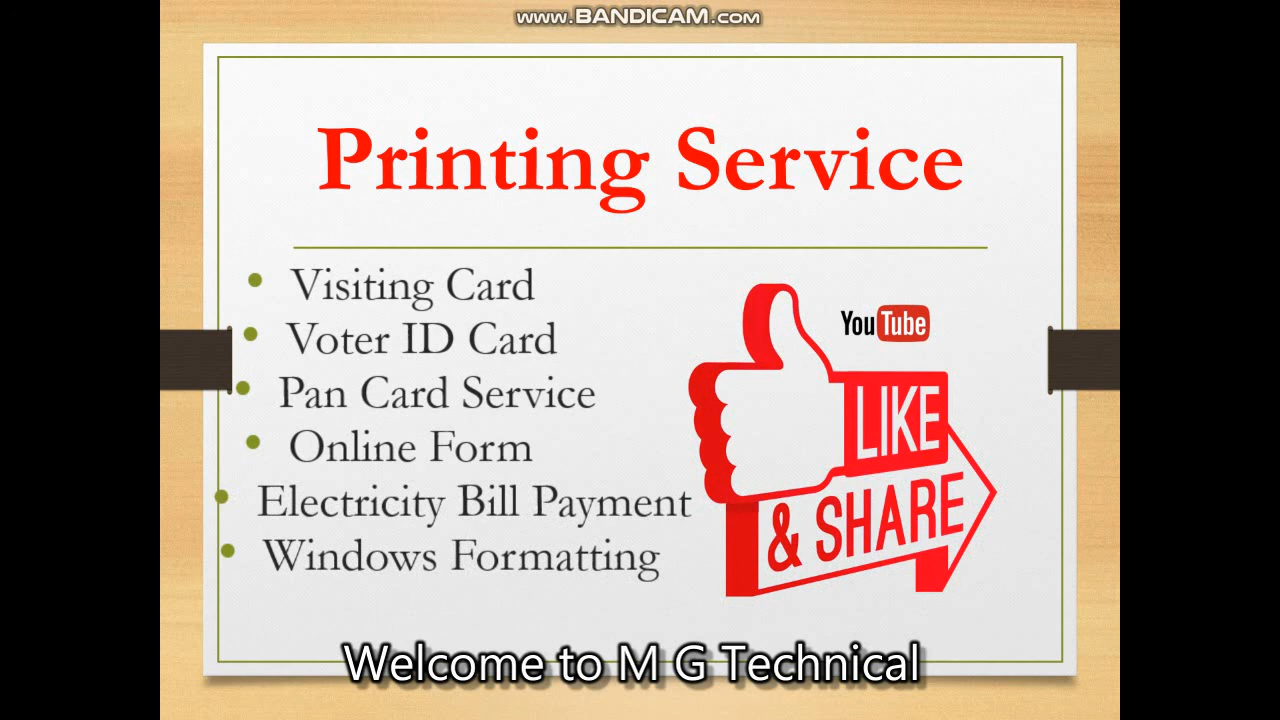 www.BANDICAM.com
Printing Service
• Visiting Card
• Voter ID Card
• Pan Card Service
• Online Form
• Electricity Bill Payment
• Windows Formatting
YouTube
LIKE
& SHARE
Welcome to M G Technical